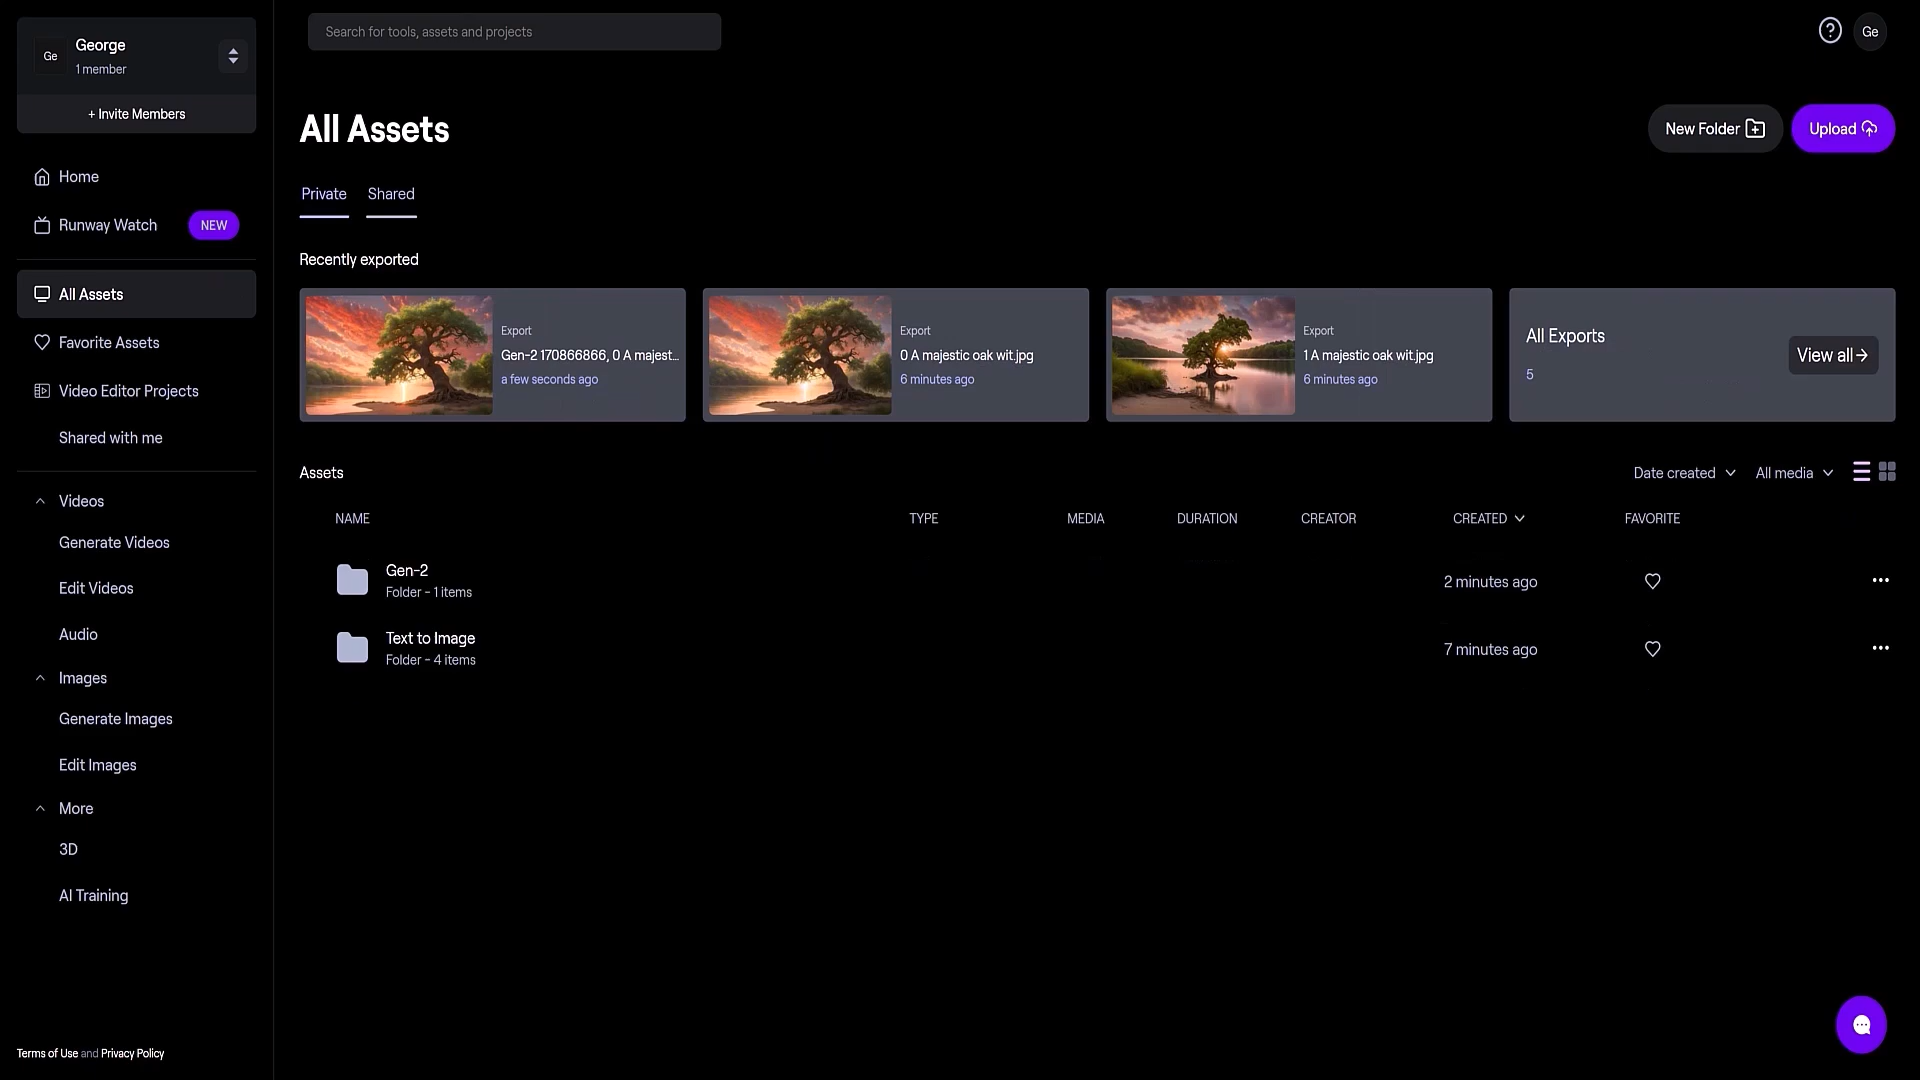 Ge
George
1 member
+ Invite Members
Home
Runway Watch NEW
All Assets
Favorite Assets
Video Editor Projects
Shared with me
Videos
Generate Videos
Edit Videos
Audio
Images
Generate Images
Edit Images
More
3D
AI Training
Terms of Use and Privacy Policy
Search for tools, assets and projects
Ge
All Assets
New Folder
Upload
Private Shared
Recently exported
Export
Gen-2 170866866, 0 A majest...
a few seconds ago
Export
0 A majestic oak wit.jpg
6 minutes ago
Export
1 A majestic oak wit.jpg
6 minutes ago
All Exports
5
View all
Assets
Date created All media
NAME TYPE MEDIA DURATION CREATOR CREATED FAVORITE
Gen-2
Folder - 1 items
2 minutes ago
Text to Image
Folder - 4 items
7 minutes ago